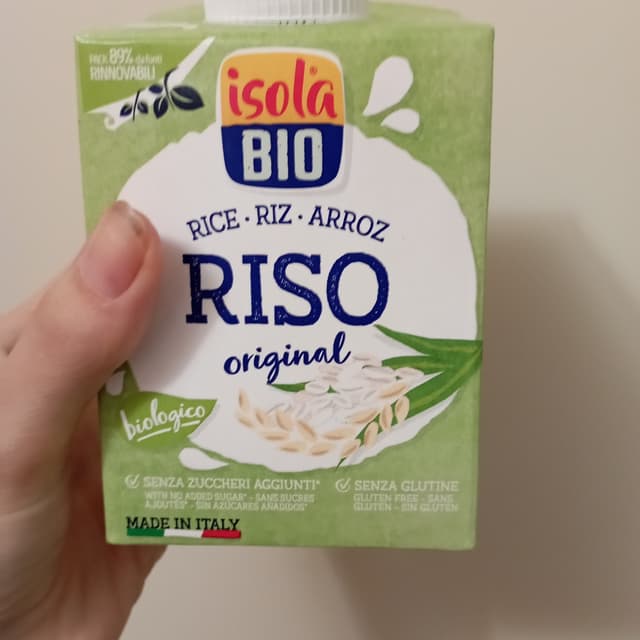 PACK 89% da fonti
RINNOVABILI
isola
BIO
RICE · RIZ · ARROZ
RISO
original
biologico
SENZA ZUCCHERI AGGIUNTI*
WITH NO ADDED SUGAR* - SANS SUCRES
AJOUTÉS* - SIN AZÚCARES AÑADIDOS*
SENZA GLUTINE
GLUTEN FREE - SANS
GLUTEN - SIN GLUTEN
MADE IN ITALY